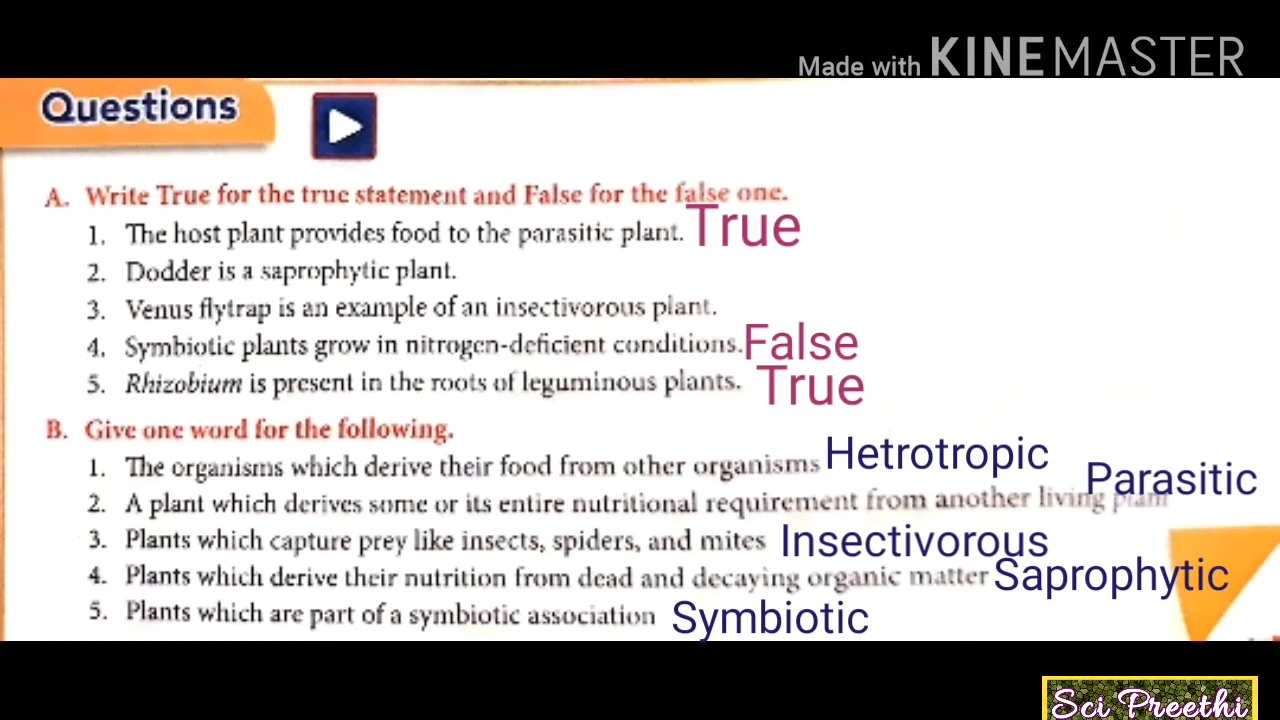 Made with KINEMASTER
Questions
A. Write True for the true statement and False for the false one.
1. The host plant provides food to the parasitic plant. True
2. Dodder is a saprophytic plant.
3. Venus flytrap is an example of an insectivorous plant.
4. Symbiotic plants grow in nitrogen-deficient conditions. False
5. Rhizobium is present in the roots of leguminous plants. True
B. Give one word for the following.
1. The organisms which derive their food from other organisms Hetrotropic
2. A plant which derives some or its entire nutritional requirement from another living plant Parasitic
3. Plants which capture prey like insects, spiders, and mites Insectivorous
4. Plants which derive their nutrition from dead and decaying organic matter Saprophytic
5. Plants which are part of a symbiotic association Symbiotic
Sci Preethi